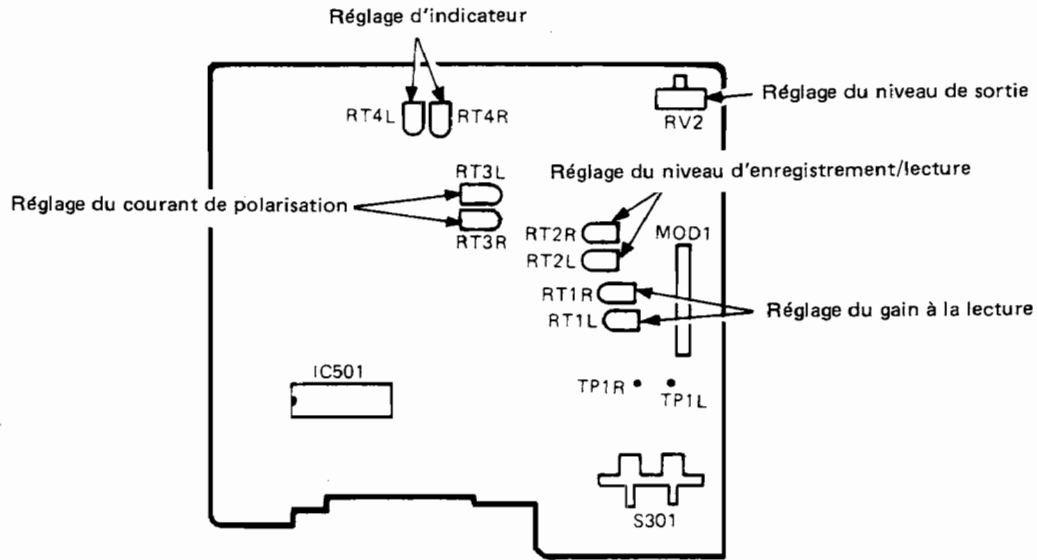 Réglage d'indicateur
RT4L
RT4R
RV2
Réglage du niveau de sortie
RT3L
Réglage du niveau d'enregistrement/lecture
Réglage du courant de polarisation
RT3R
RT2R
MOD1
RT2L
RT1R
Réglage du gain à la lecture
RT1L
IC501
TP1R
TP1L
S301